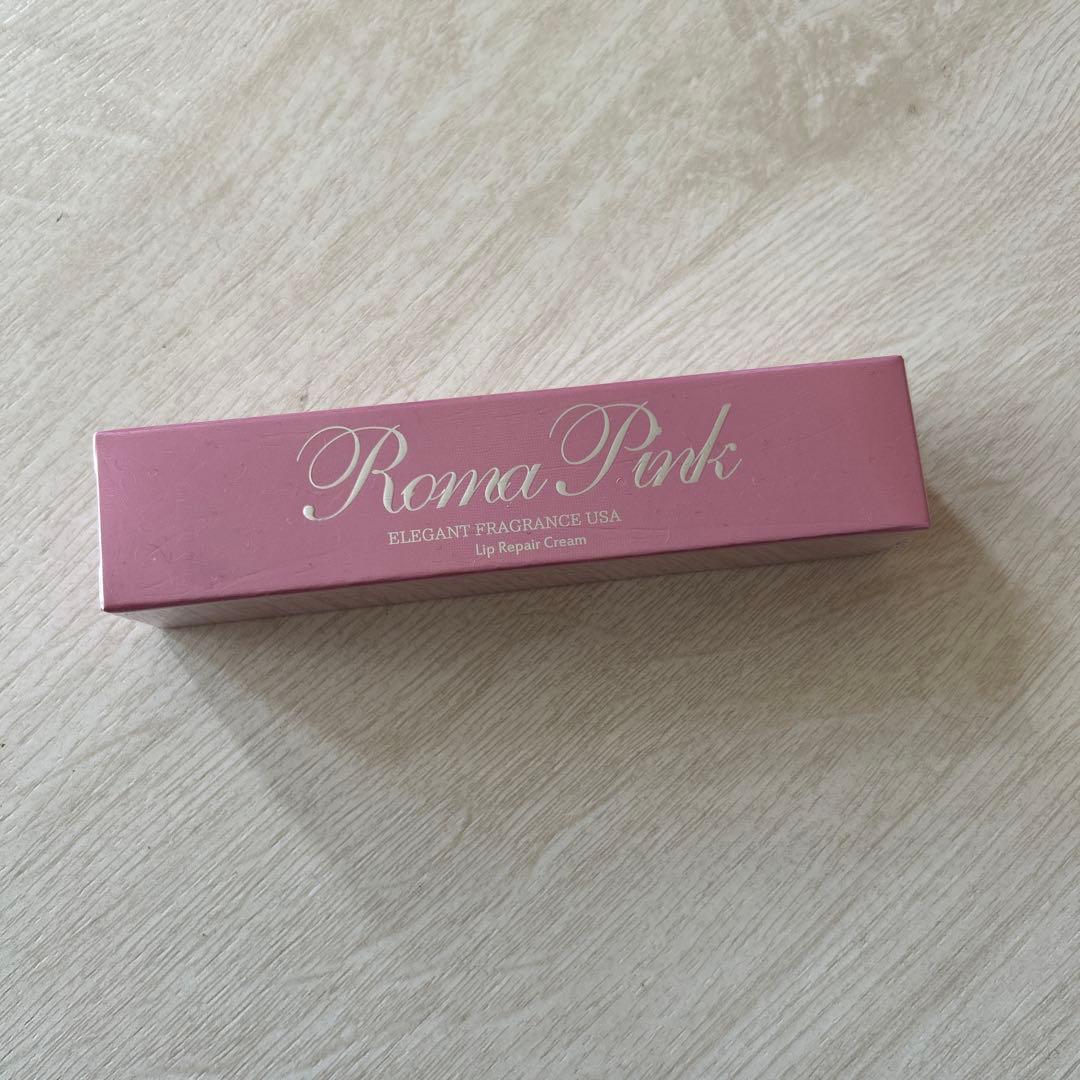 Roma Pink
ELEGANT FRAGRANCE USA
Lip Repair Cream